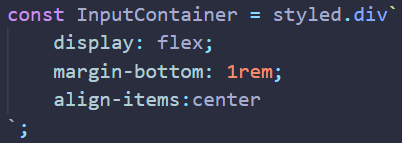 const InputContainer = styled.div`
    display: flex;
    margin-bottom: 1rem;
    align-items:center
`;